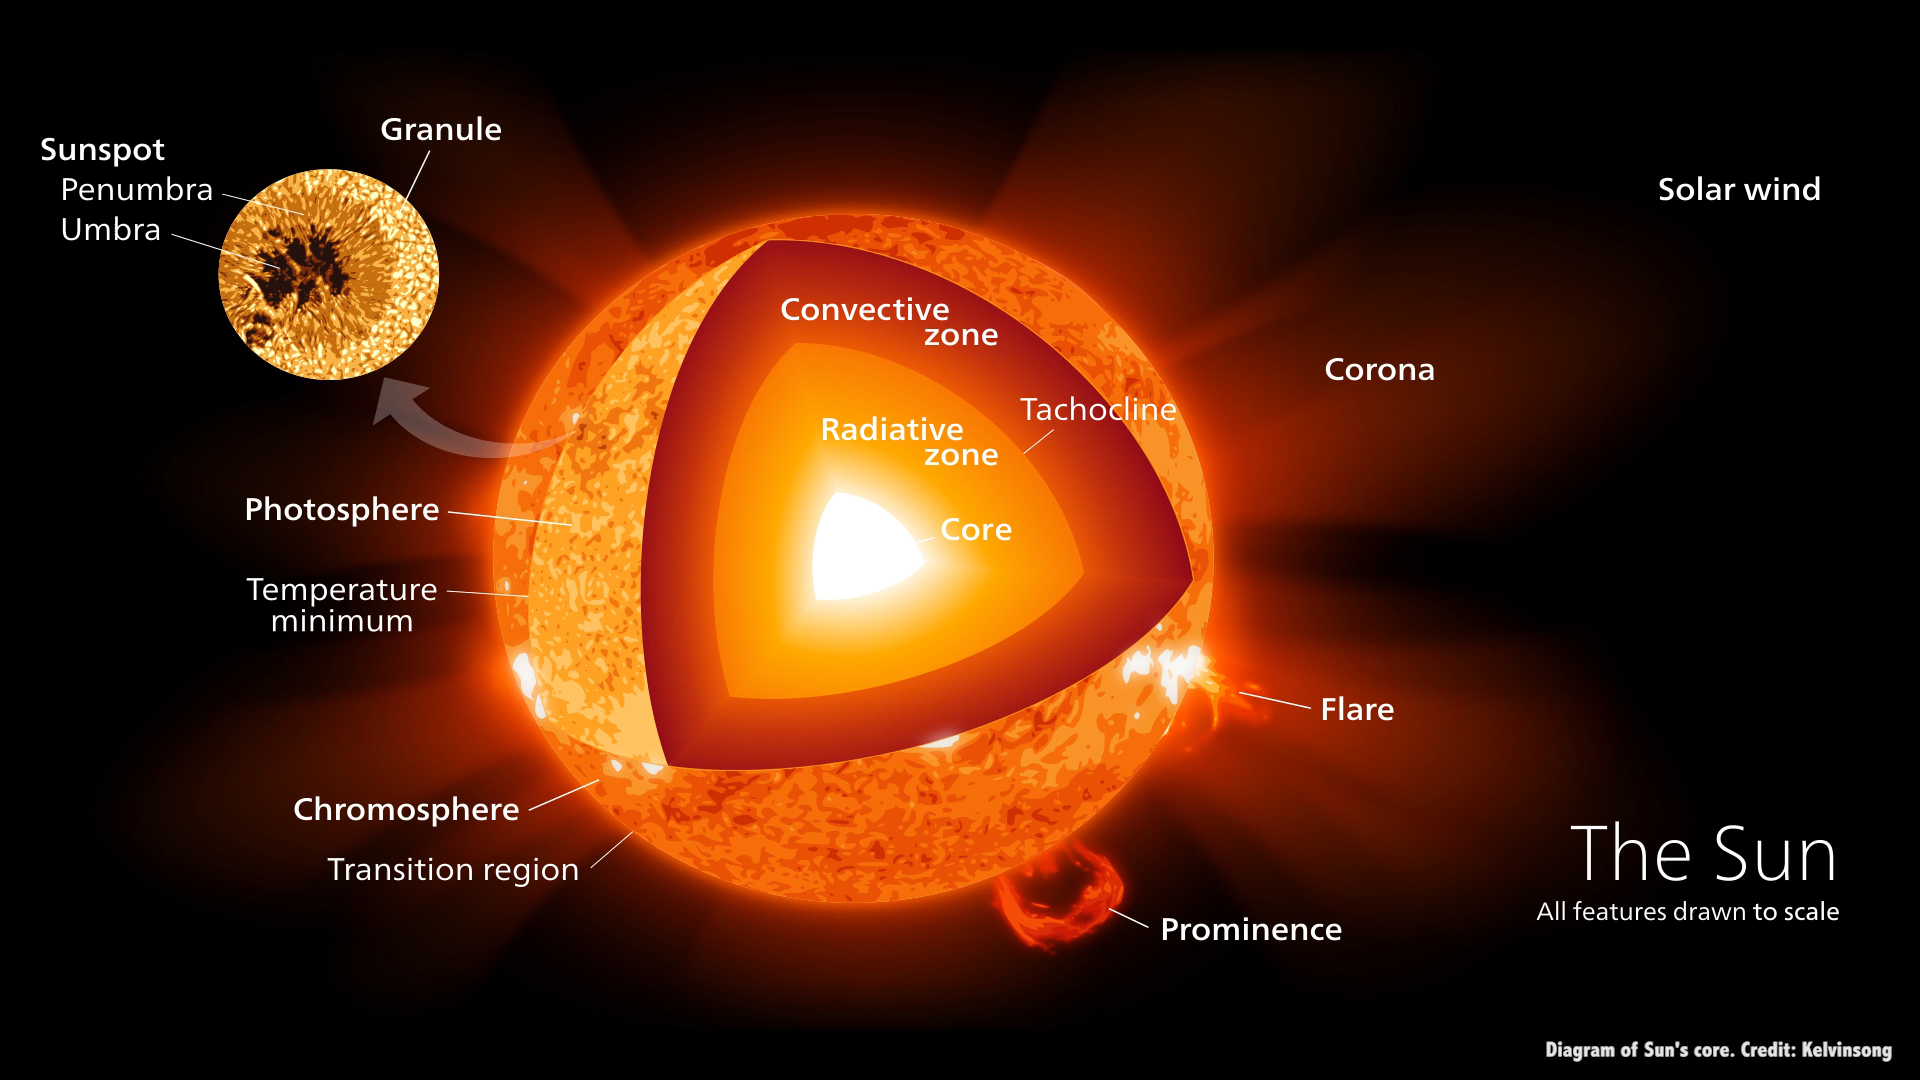 Granule
Sunspot
Penumbra
Umbra
Solar wind
Convective
zone
Corona
Tachocline
Radiative
zone
Photosphere
Core
Temperature
minimum
Flare
Chromosphere
Transition region
The Sun
All features drawn to scale
Prominence
Diagram of Sun's core. Credit: Kelvinsong